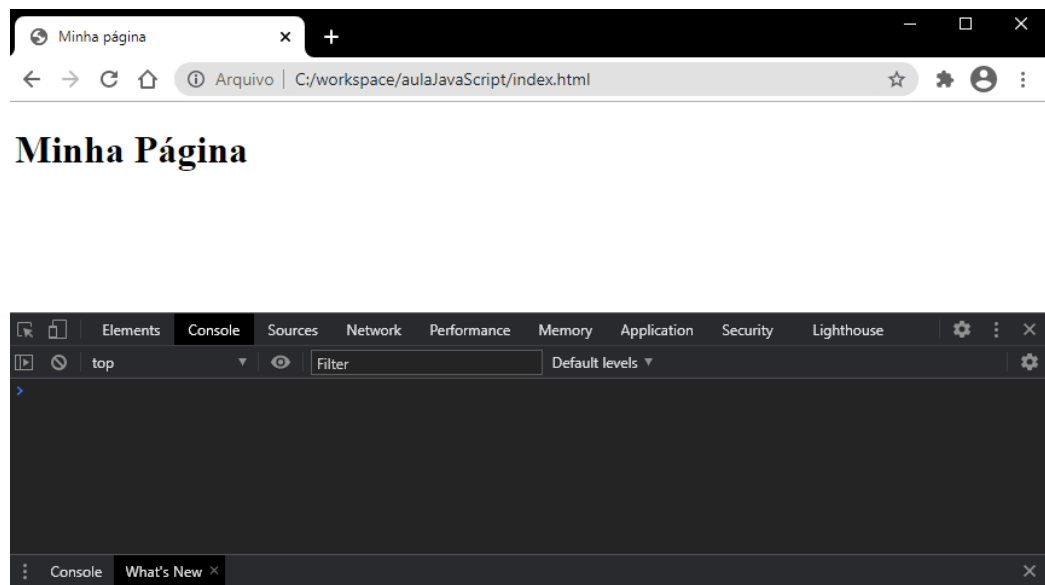 Minha página
Arquivo | C:/workspace/aulaJavaScript/index.html
Minha Página
Elements Console Sources Network Performance Memory Application Security Lighthouse
top Filter Default levels
Console What's New